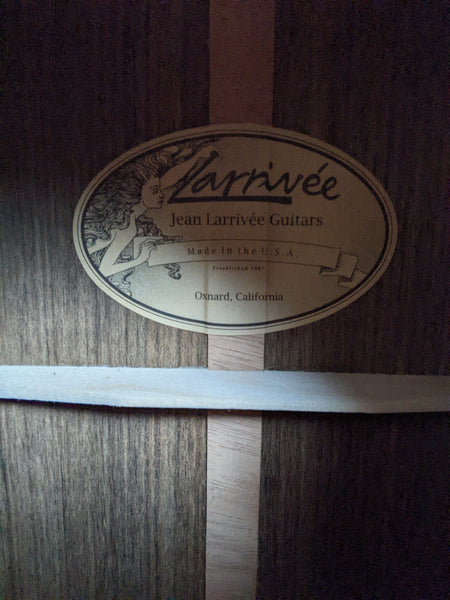 Larrivée
Jean Larrivée Guitars
Made in the U.S.A.
Established 1967
Oxnard, California